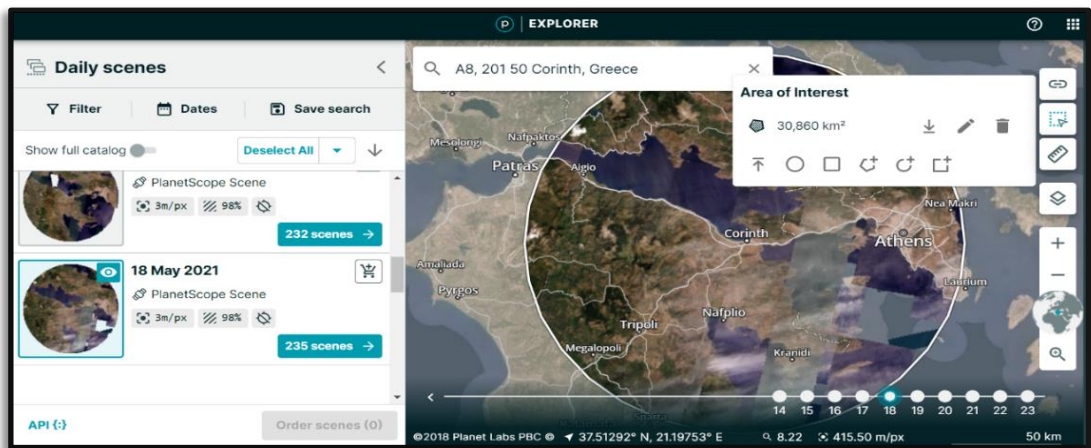 P | EXPLORER
Daily scenes
Filter Dates Save search
Show full catalog Deselect All
PlanetScope Scene
3m/px 98%
232 scenes →
18 May 2021
PlanetScope Scene
3m/px 98%
235 scenes →
API {:} Order scenes (0)
A8, 201 50 Corinth, Greece
Area of Interest
30,860 km²
Mesolongi
Nafpaktos
Patras
Aigio
Nea Makri
Corinth
Athens
Amaliada
Pyrgos
Laurium
Nafplio
Tripoli
Megalopoli
Kranidi
14 15 16 17 18 19 20 21 22 23
©2018 Planet Labs PBC © 37.51292° N, 21.19753° E 8.22 415.50 m/px 50 km